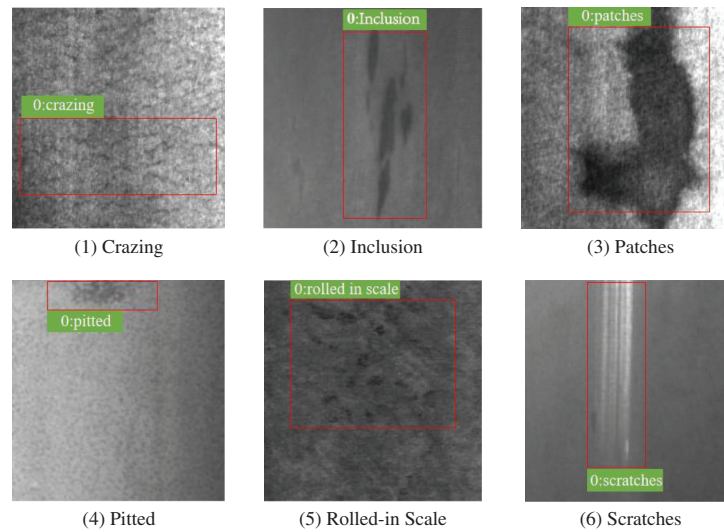 0:crazing
(1) Crazing
0:Inclusion
(2) Inclusion
0:patches
(3) Patches
0:pitted
(4) Pitted
0:rolled in scale
(5) Rolled-in Scale
0:scratches
(6) Scratches